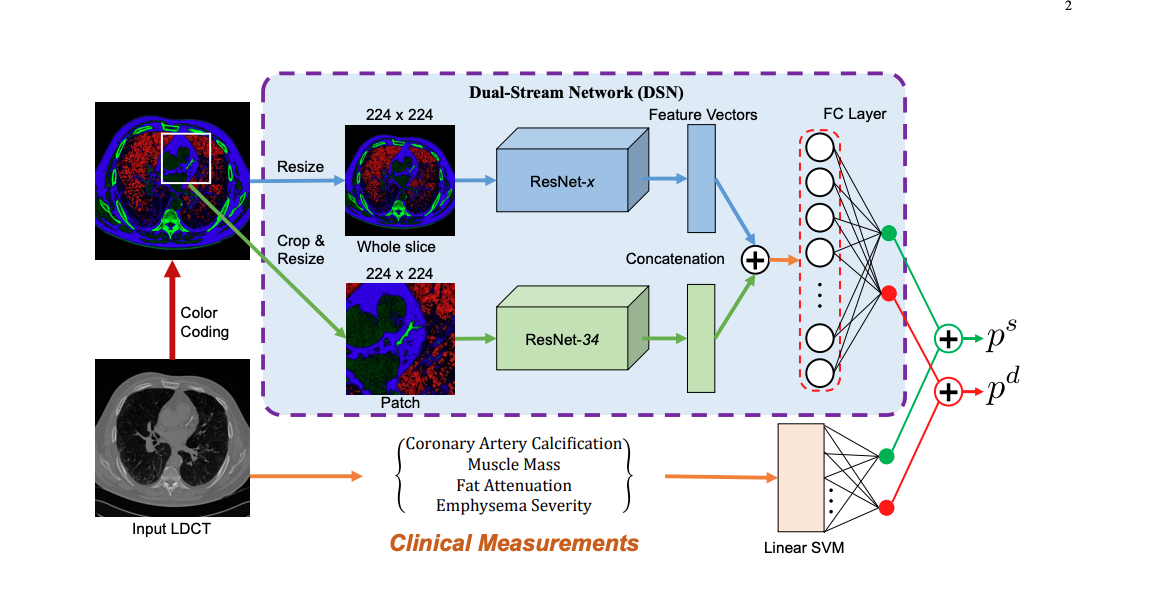 2
Dual-Stream Network (DSN)
224 x 224
Feature Vectors
FC Layer
Resize
ResNet-x
Whole slice
Crop &
Resize
Concatenation
224 x 224
Color
Coding
ResNet-34
p^s
p^d
Patch
Coronary Artery Calcification
Muscle Mass
Fat Attenuation
Emphysema Severity
Input LDCT
Clinical Measurements
Linear SVM